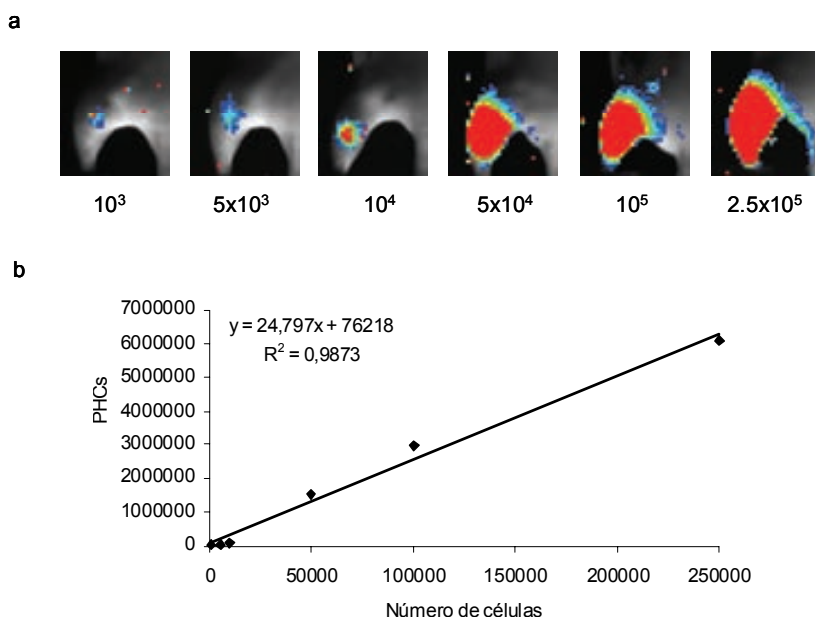 a
10³
5x10³
10⁴
5x10⁴
10⁵
2.5x10⁵
b
7000000
6000000
5000000
4000000
3000000
2000000
1000000
0
PHCs
y = 24,797x + 76218
R² = 0,9873
0
50000
100000
150000
200000
250000
Número de células